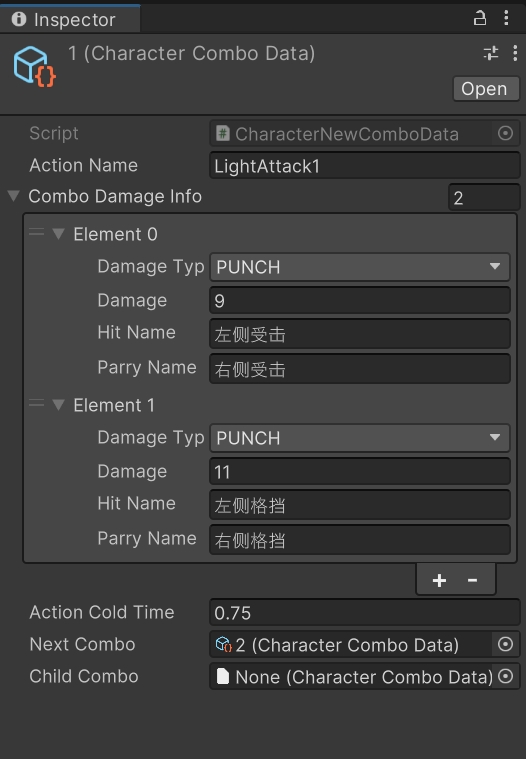 Inspector
1 (Character Combo Data)
Open
Script
CharacterNewComboData
Action Name
LightAttack1
Combo Damage Info
2
Element 0
Damage Typ
PUNCH
Damage
9
Hit Name
左侧受击
Parry Name
右侧受击
Element 1
Damage Typ
PUNCH
Damage
11
Hit Name
左侧格挡
Parry Name
右侧格挡
+ -
Action Cold Time
0.75
Next Combo
2 (Character Combo Data)
Child Combo
None (Character Combo Data)